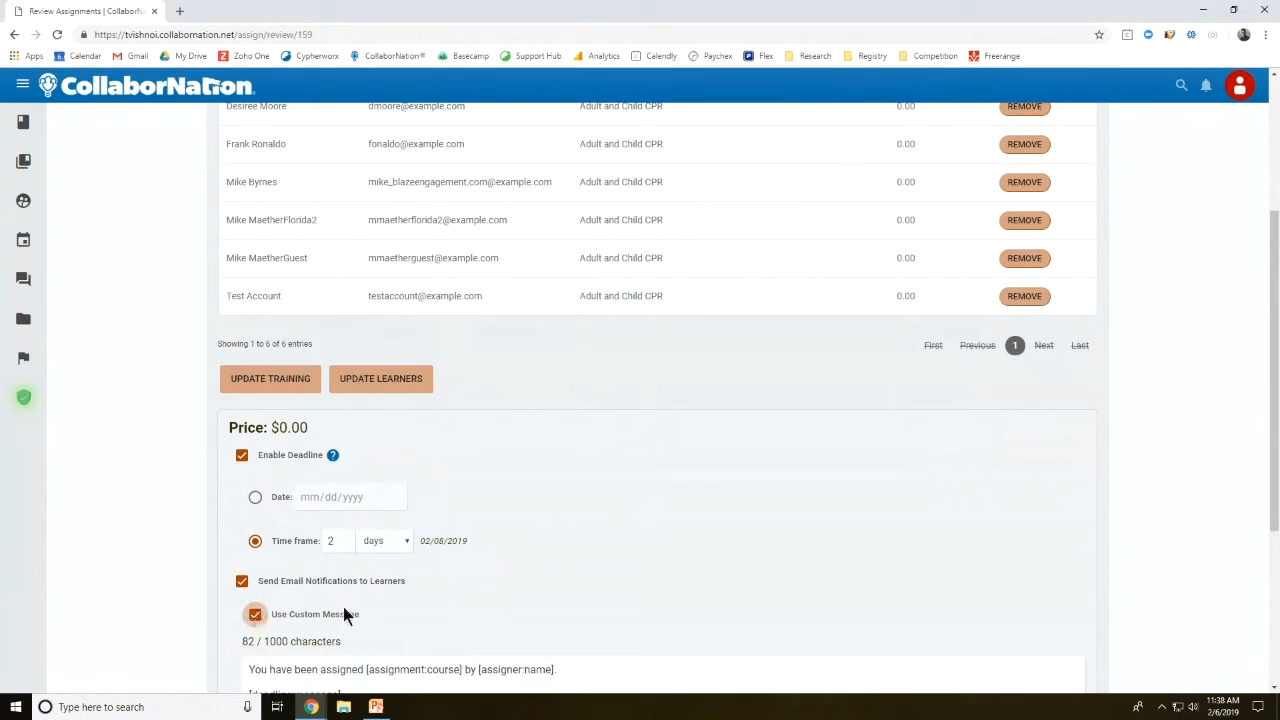 Review Assignments | CollaborN
https://tvishnoi.collabornation.net/assign/review/159
Apps Calendar Gmail My Drive Zoho One Cypherworx CollaborNation® Basecamp Support Hub Analytics Calendly Paychex Flex Research Registry Competition Freerange
CollaborNation
Desiree Moore dmoore@example.com Adult and Child CPR 0.00 REMOVE
Frank Ronaldo fonaldo@example.com Adult and Child CPR 0.00 REMOVE
Mike Byrnes mike_blazeengagement.com@example.com Adult and Child CPR 0.00 REMOVE
Mike MaetherFlorida2 mmaetherflorida2@example.com Adult and Child CPR 0.00 REMOVE
Mike MaetherGuest mmaetherguest@example.com Adult and Child CPR 0.00 REMOVE
Test Account testaccount@example.com Adult and Child CPR 0.00 REMOVE
Showing 1 to 6 of 6 entries First Previous 1 Next Last
UPDATE TRAINING UPDATE LEARNERS
Price: $0.00
Enable Deadline ?
Date: mm/dd/yyyy
Time frame: 2 days 02/08/2019
Send Email Notifications to Learners
Use Custom Message
82 / 1000 characters
You have been assigned [assignment:course] by [assigner:name].
Type here to search
11:38 AM
2/6/2019